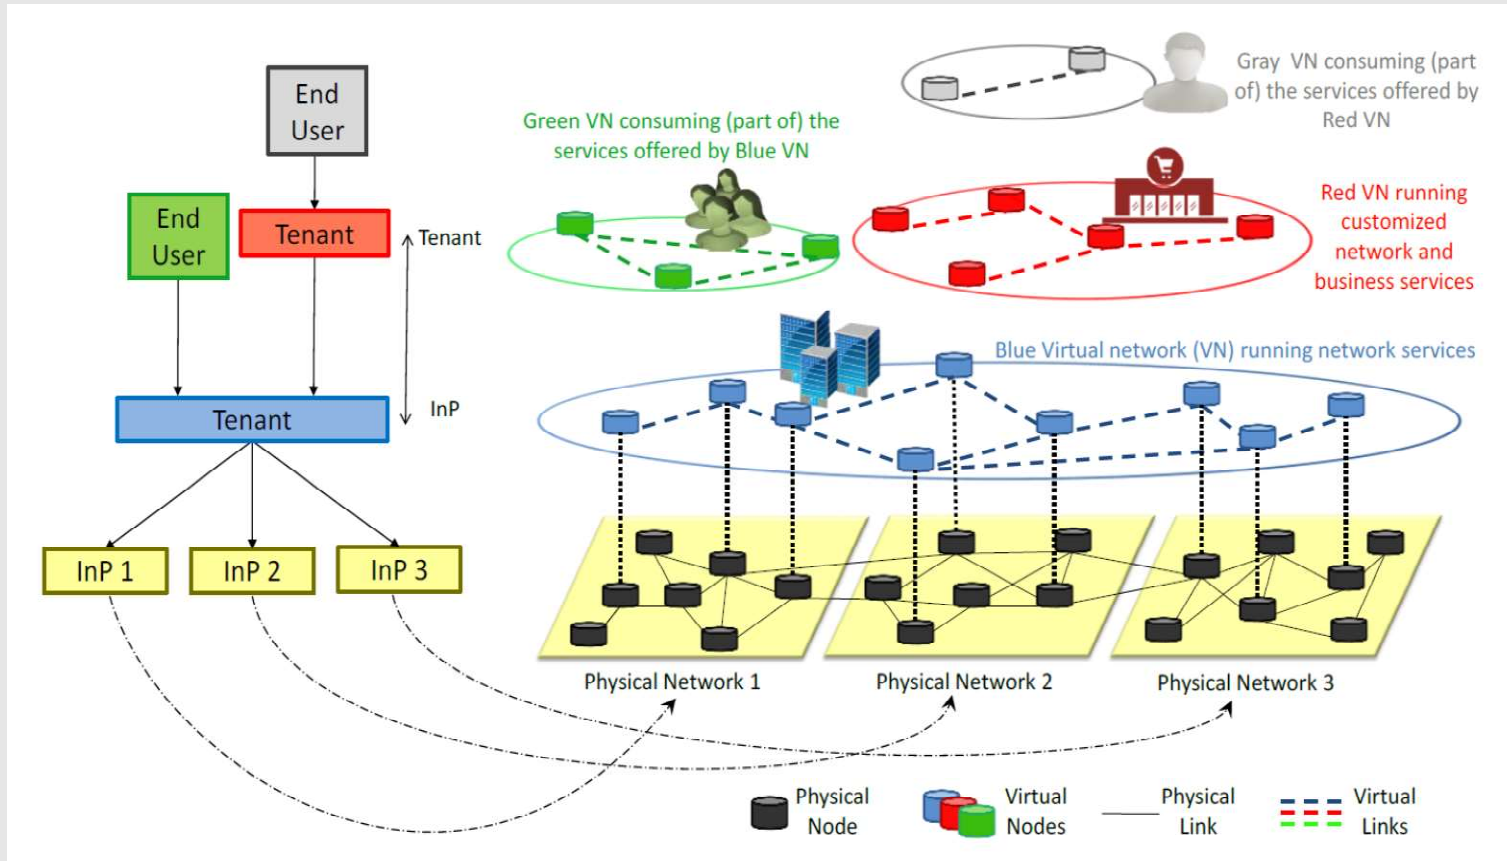 End
User
End
User
Tenant
Tenant
InP
Tenant
InP 1
InP 2
InP 3
Gray VN consuming (part
of) the services offered by
Red VN
Green VN consuming (part of) the
services offered by Blue VN
Red VN running
customized
network and
business services
Blue Virtual network (VN) running network services
Physical Network 1
Physical Network 2
Physical Network 3
Physical
Node
Virtual
Nodes
Physical
Link
Virtual
Links